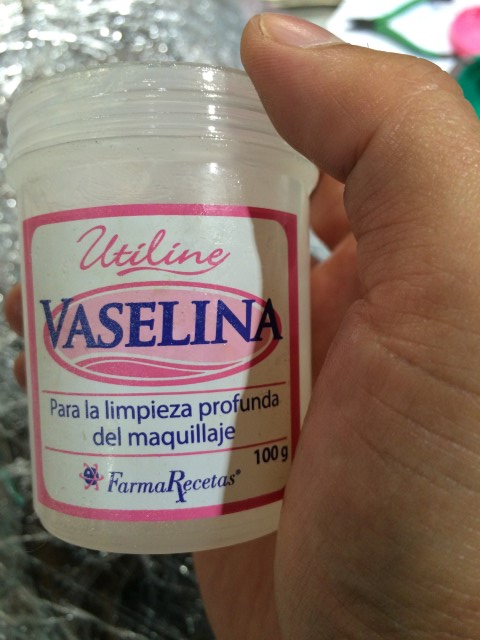 Utiline
VASELINA
Para la limpieza profunda
del maquillaje
100 g
FarmaRecetas®